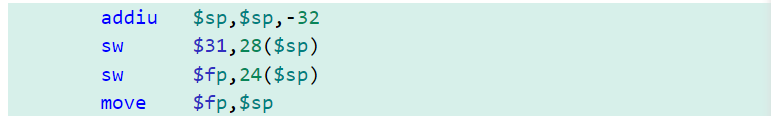 addiu $sp,$sp,-32
sw $31,28($sp)
sw $fp,24($sp)
move $fp,$sp